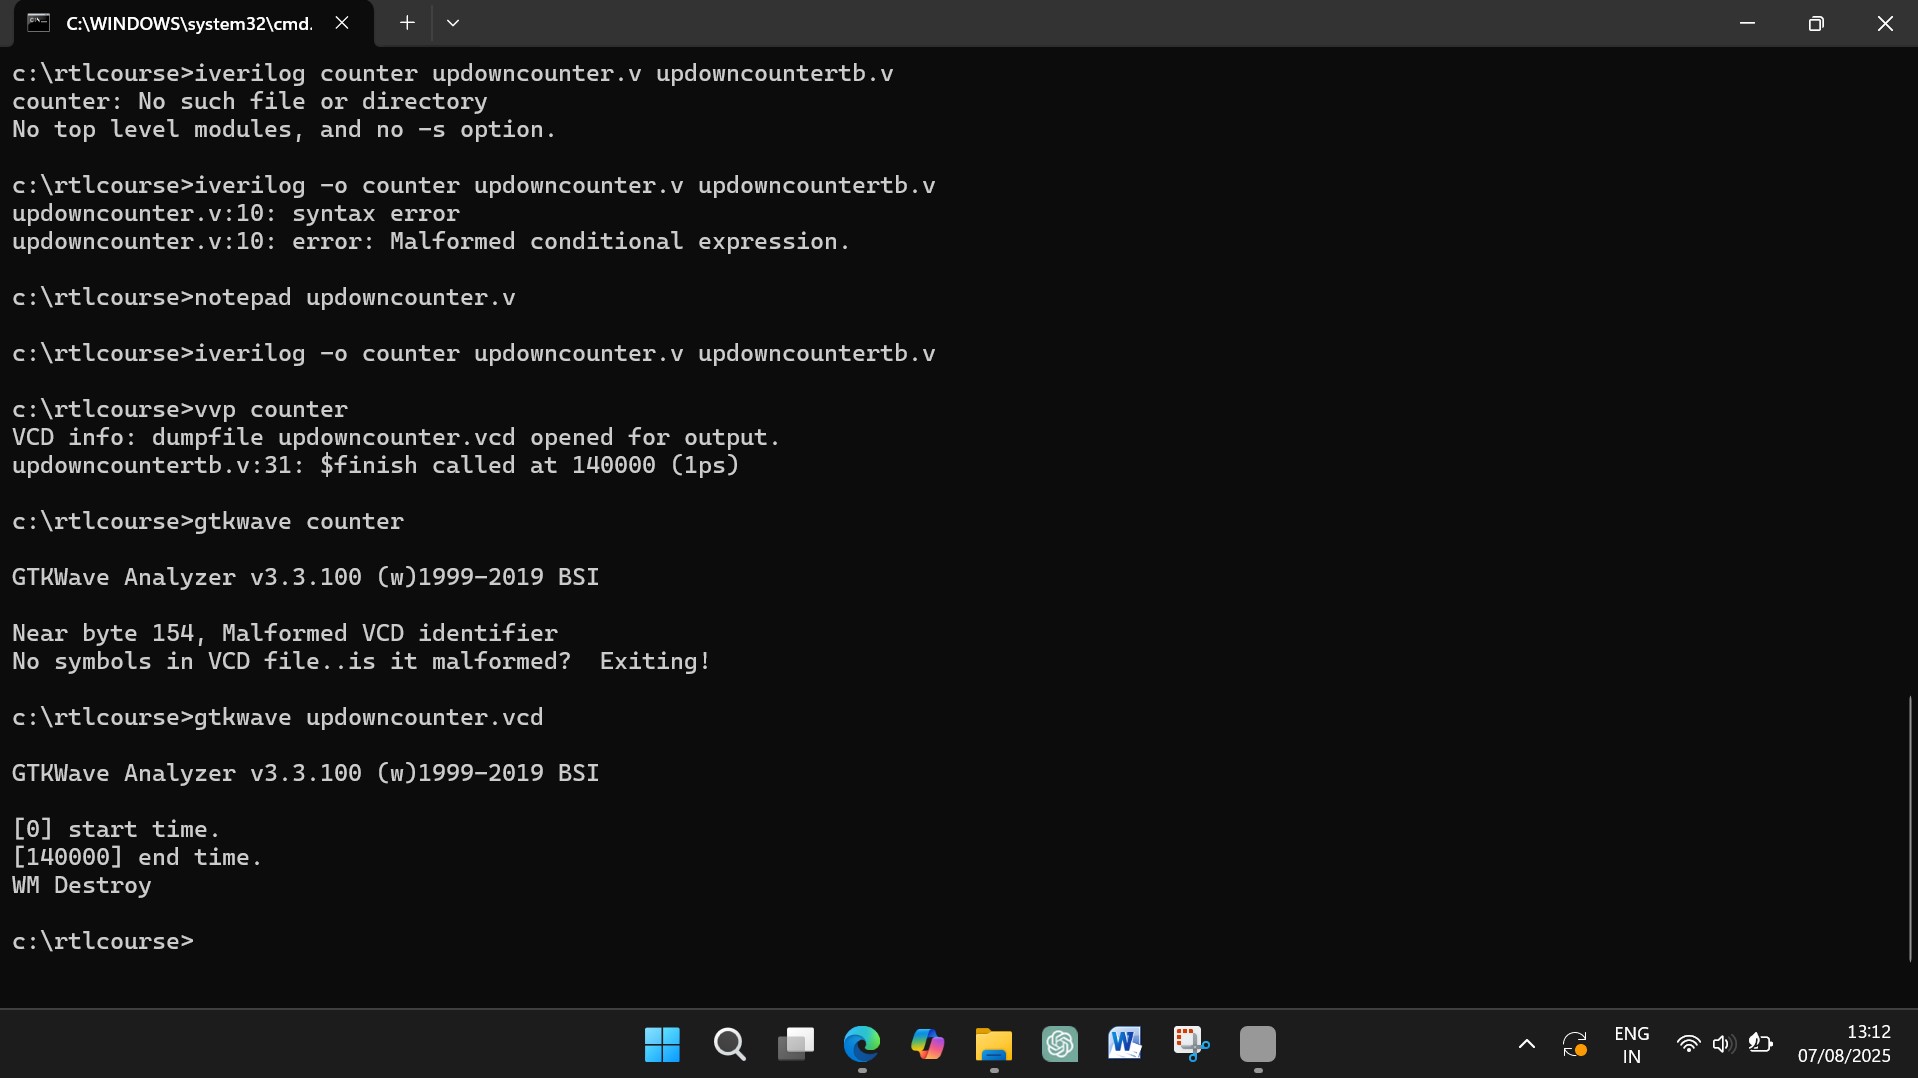 C:\WINDOWS\system32\cmd.
c:\rtlcourse>iverilog counter updowncounter.v updowncountertb.v
counter: No such file or directory
No top level modules, and no -s option.
c:\rtlcourse>iverilog -o counter updowncounter.v updowncountertb.v
updowncounter.v:10: syntax error
updowncounter.v:10: error: Malformed conditional expression.
c:\rtlcourse>notepad updowncounter.v
c:\rtlcourse>iverilog -o counter updowncounter.v updowncountertb.v
c:\rtlcourse>vvp counter
VCD info: dumpfile updowncounter.vcd opened for output.
updowncountertb.v:31: $finish called at 140000 (1ps)
c:\rtlcourse>gtkwave counter
GTKWave Analyzer v3.3.100 (w)1999-2019 BSI
Near byte 154, Malformed VCD identifier
No symbols in VCD file..is it malformed?  Exiting!
c:\rtlcourse>gtkwave updowncounter.vcd
GTKWave Analyzer v3.3.100 (w)1999-2019 BSI
[0] start time.
[140000] end time.
WM Destroy
c:\rtlcourse>
ENG
IN
13:12
07/08/2025